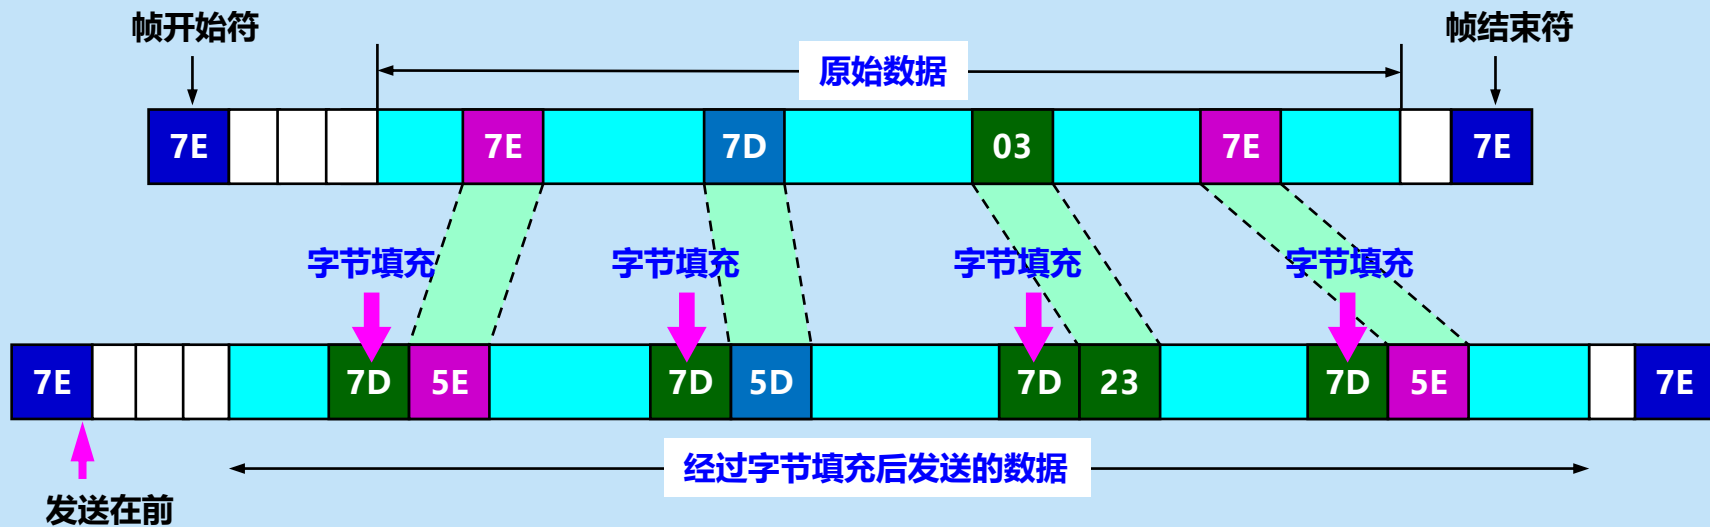 帧开始符
帧结束符
原始数据
7E 7E 7D 03 7E 7E
字节填充 字节填充 字节填充 字节填充
7E 7D 5E 7D 5D 7D 23 7D 5E 7E
经过字节填充后发送的数据
发送在前